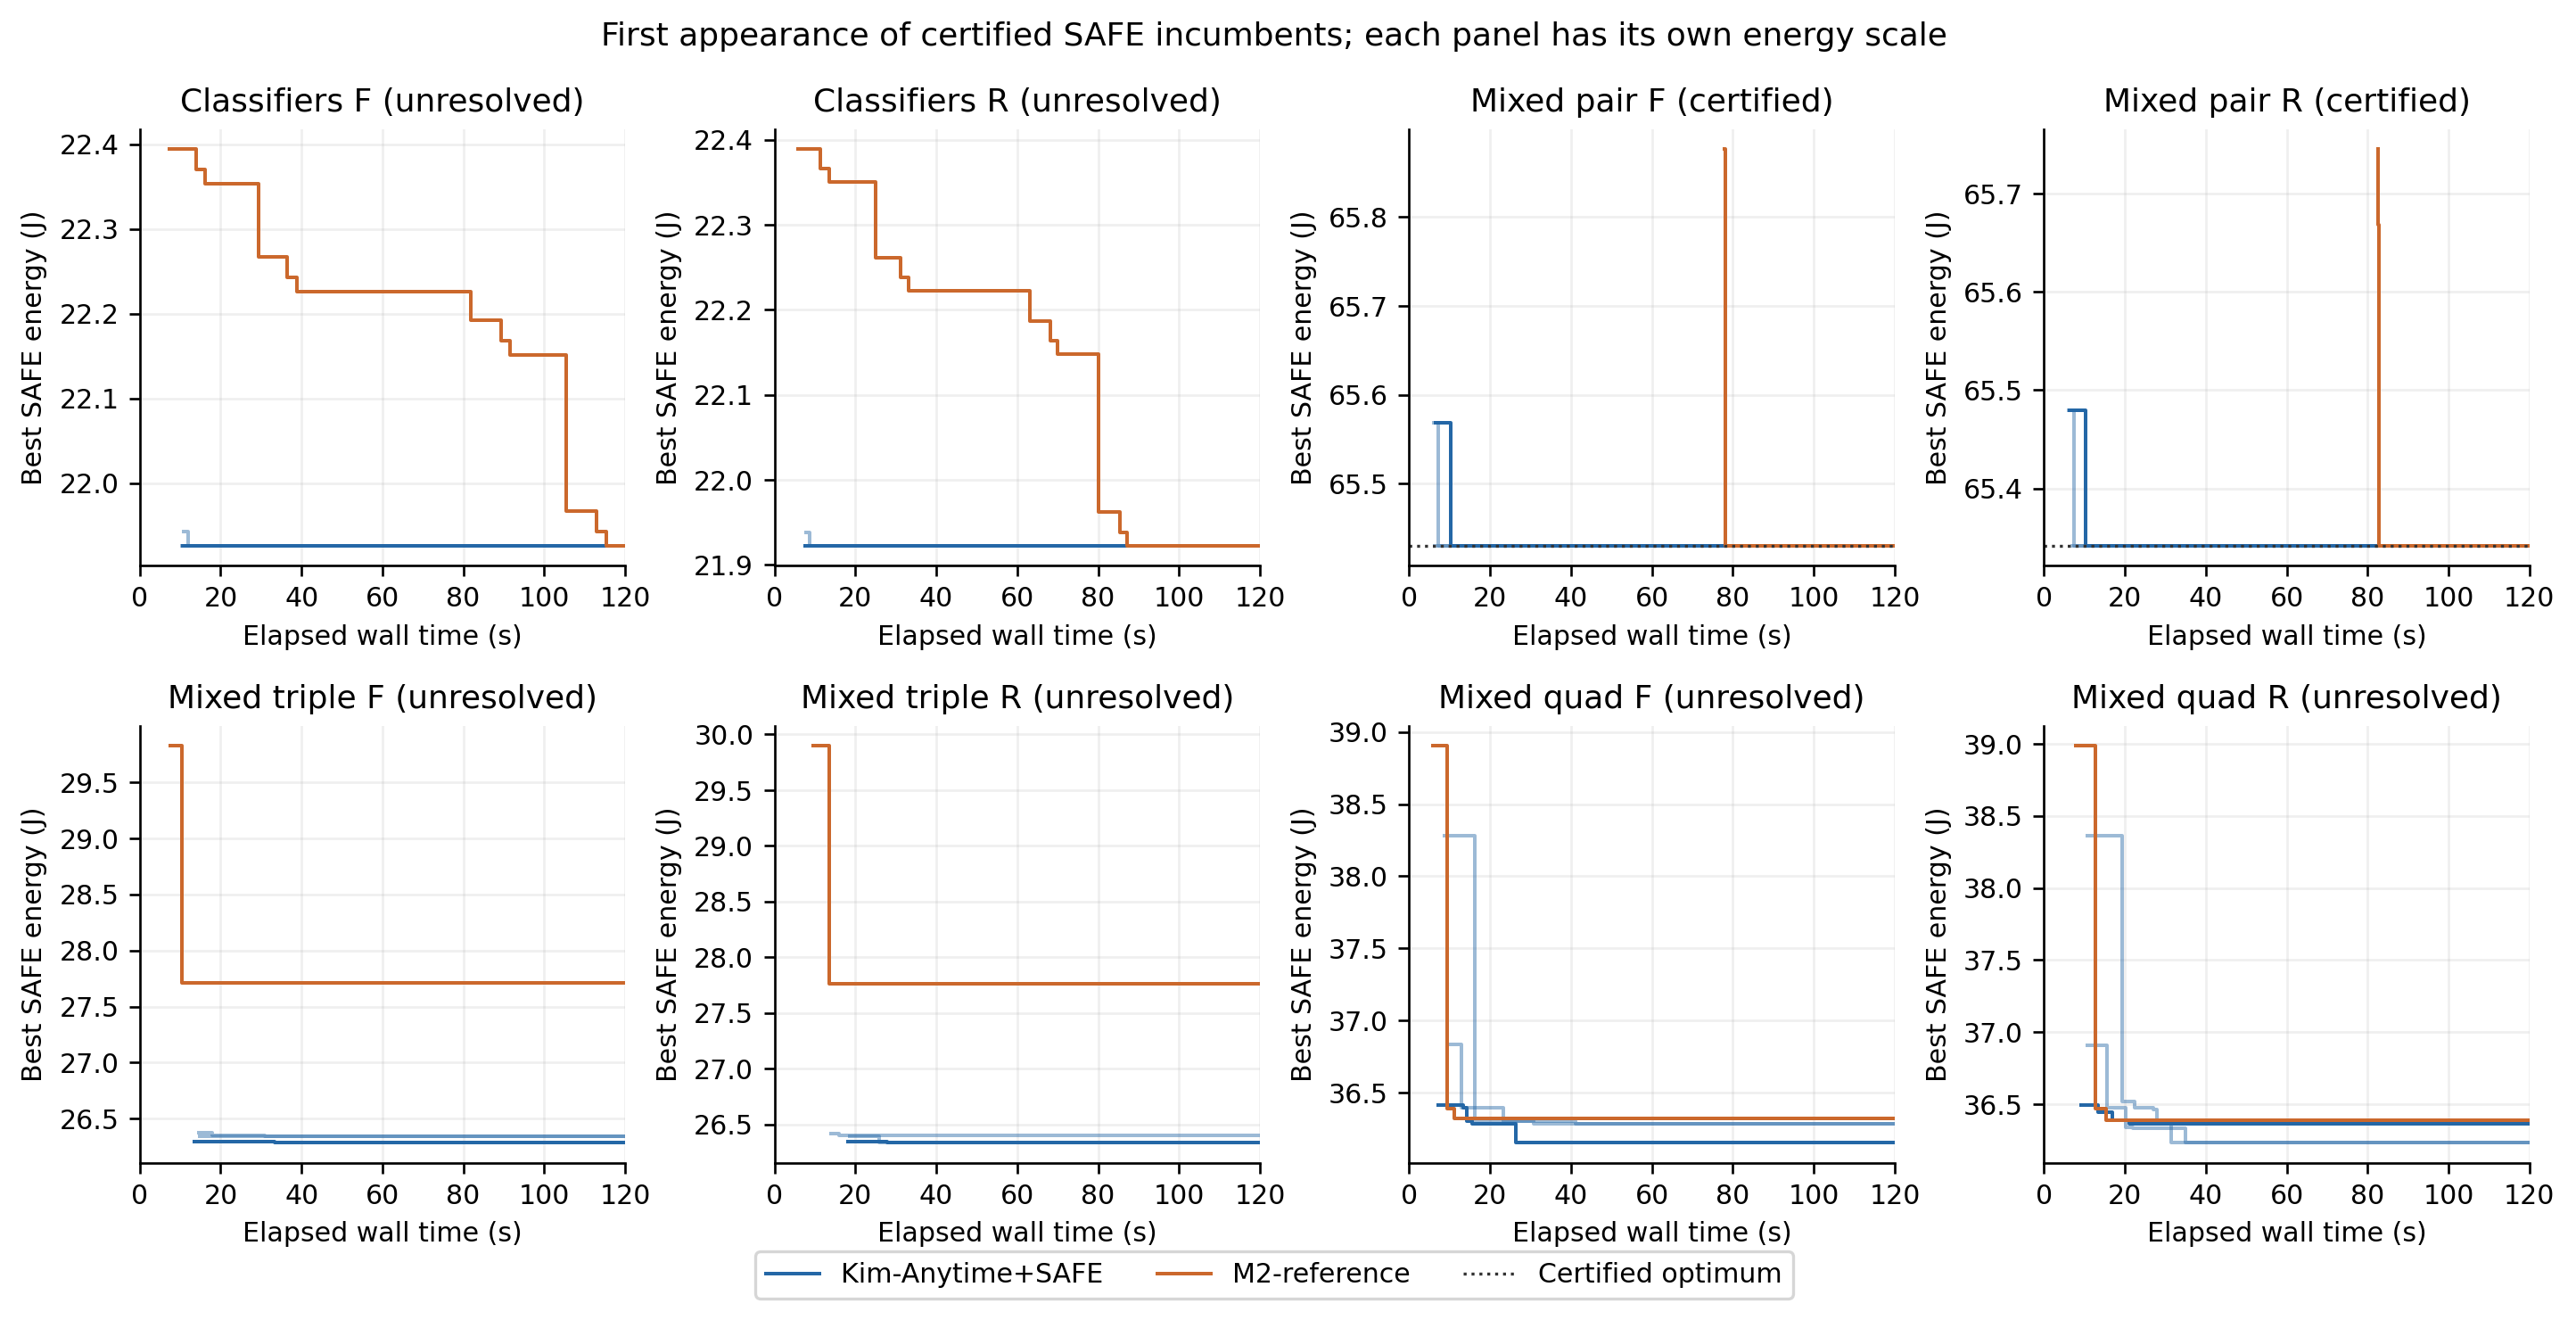 First appearance of certified SAFE incumbents; each panel has its own energy scale
Classifiers F (unresolved)
Best SAFE energy (J)
22.4
22.3
22.2
22.1
22.0
0 20 40 60 80 100 120
Elapsed wall time (s)
Classifiers R (unresolved)
Best SAFE energy (J)
22.4
22.3
22.2
22.1
22.0
21.9
0 20 40 60 80 100 120
Elapsed wall time (s)
Mixed pair F (certified)
Best SAFE energy (J)
65.8
65.7
65.6
65.5
0 20 40 60 80 100 120
Elapsed wall time (s)
Mixed pair R (certified)
Best SAFE energy (J)
65.7
65.6
65.5
65.4
0 20 40 60 80 100 120
Elapsed wall time (s)
Mixed triple F (unresolved)
Best SAFE energy (J)
29.5
29.0
28.5
28.0
27.5
27.0
26.5
0 20 40 60 80 100 120
Elapsed wall time (s)
Mixed triple R (unresolved)
Best SAFE energy (J)
30.0
29.5
29.0
28.5
28.0
27.5
27.0
26.5
0 20 40 60 80 100 120
Elapsed wall time (s)
Mixed quad F (unresolved)
Best SAFE energy (J)
39.0
38.5
38.0
37.5
37.0
36.5
0 20 40 60 80 100 120
Elapsed wall time (s)
Mixed quad R (unresolved)
Best SAFE energy (J)
39.0
38.5
38.0
37.5
37.0
36.5
0 20 40 60 80 100 120
Elapsed wall time (s)
Kim-Anytime+SAFE M2-reference Certified optimum